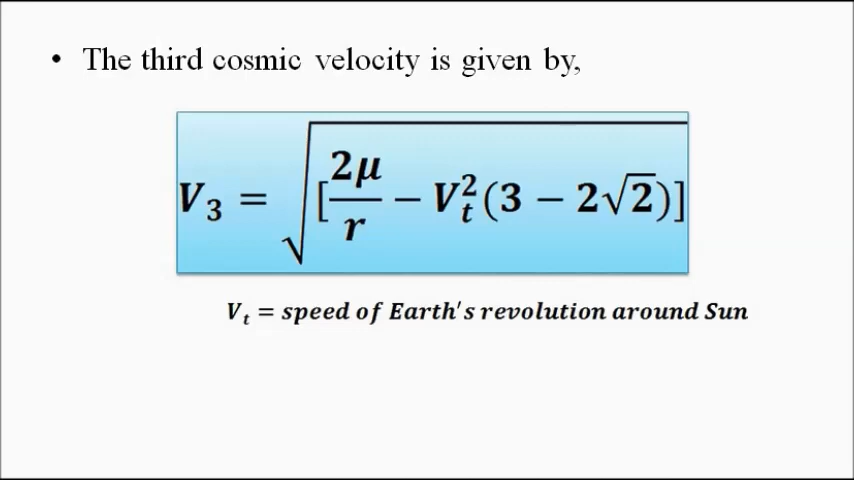 • The third cosmic velocity is given by,
V₃ = √[2μ/r − Vₜ²(3 − 2√2)]
Vₜ = speed of Earth's revolution around Sun